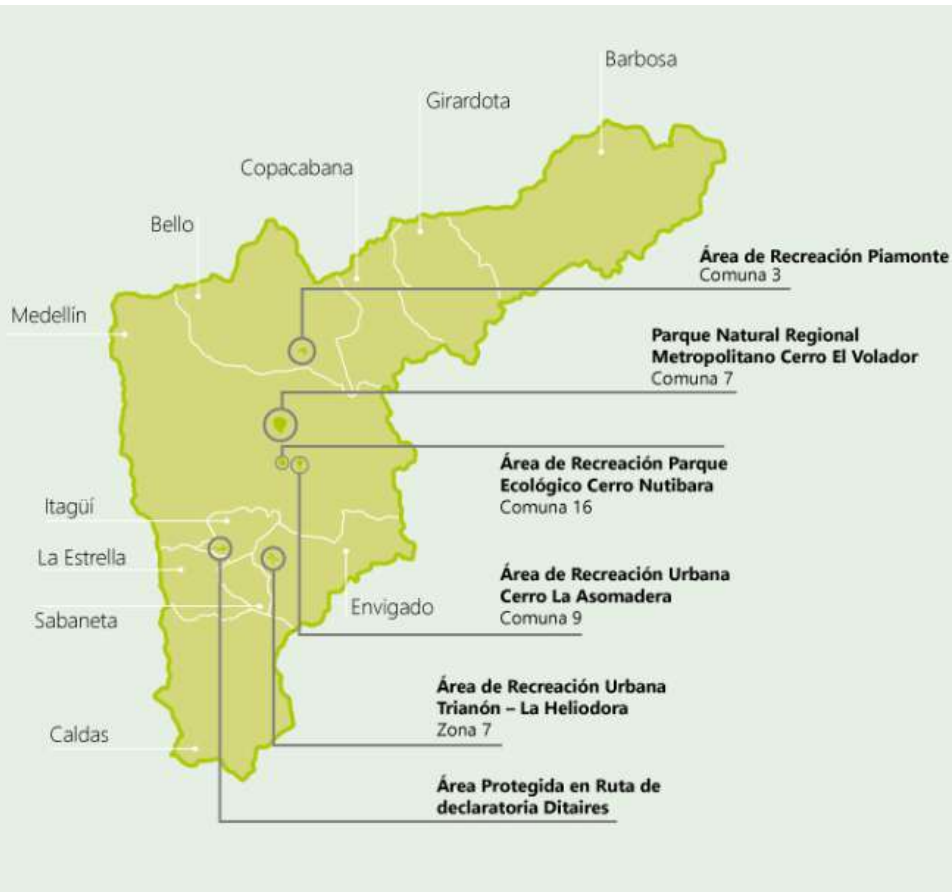 Barbosa
Girardota
Copacabana
Bello
Medellín
Área de Recreación Piamonte
Comuna 3
Parque Natural Regional
Metropolitano Cerro El Volador
Comuna 7
Área de Recreación Parque
Ecológico Cerro Nutibara
Comuna 16
Itagüí
La Estrella
Sabaneta
Envigado
Área de Recreación Urbana
Cerro La Asomadera
Comuna 9
Área de Recreación Urbana
Trianón – La Heliodora
Zona 7
Caldas
Área Protegida en Ruta de
declaratoria Ditaires